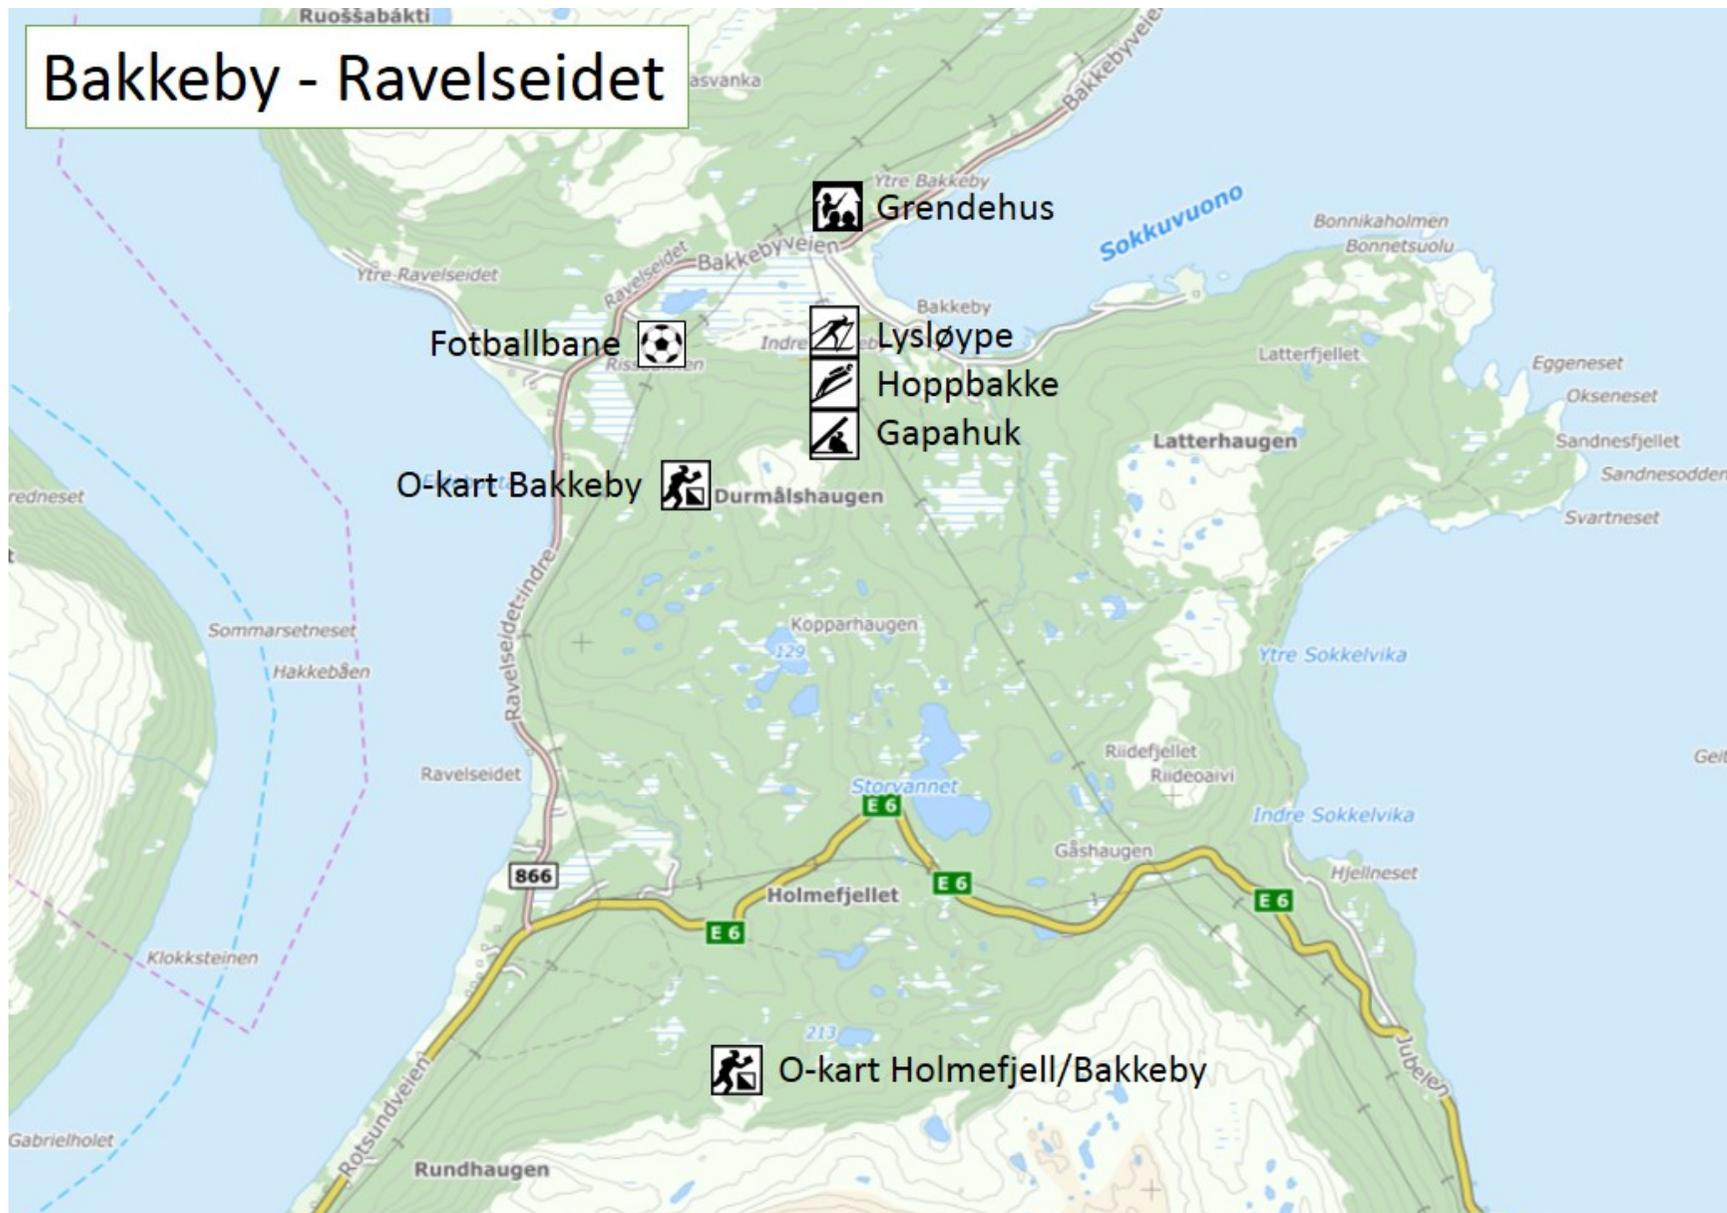 Ruoššabákti
Bakkeby - Ravelseidet
asvanka
Bakkebyveien
Ytre Bakkeby
Grendehus
Sokkuvuono
Bonnikaholmen
Bonnetsuolu
Bakkebyveien
Ravelseidet
Ytre Ravelseidet
Bakkeby
Fotballbane
Lysløype
Indre
Latterfjellet
Eggeneset
Hoppbakke
Okseneset
Gapahuk
Latterhaugen
Sandnesfjellet
Sandnesodden
O-kart Bakkeby
Durmålshaugen
redneset
Svartneset
t
Ravelseidet-indre
Kopparhaugen
Sommarsetneset
129
Ytre Sokkelvika
Hakkebåen
Riidefjellet
Geit
Ravelseidet
Riideoaivi
Storvannet
E 6
Indre Sokkelvika
Gåshaugen
866
E 6
Hjellneset
Holmefjellet
E 6
E 6
Klokksteinen
213
O-kart Holmefjell/Bakkeby
Jubelen
Rotsundveien
Gabrielholet
Rundhaugen